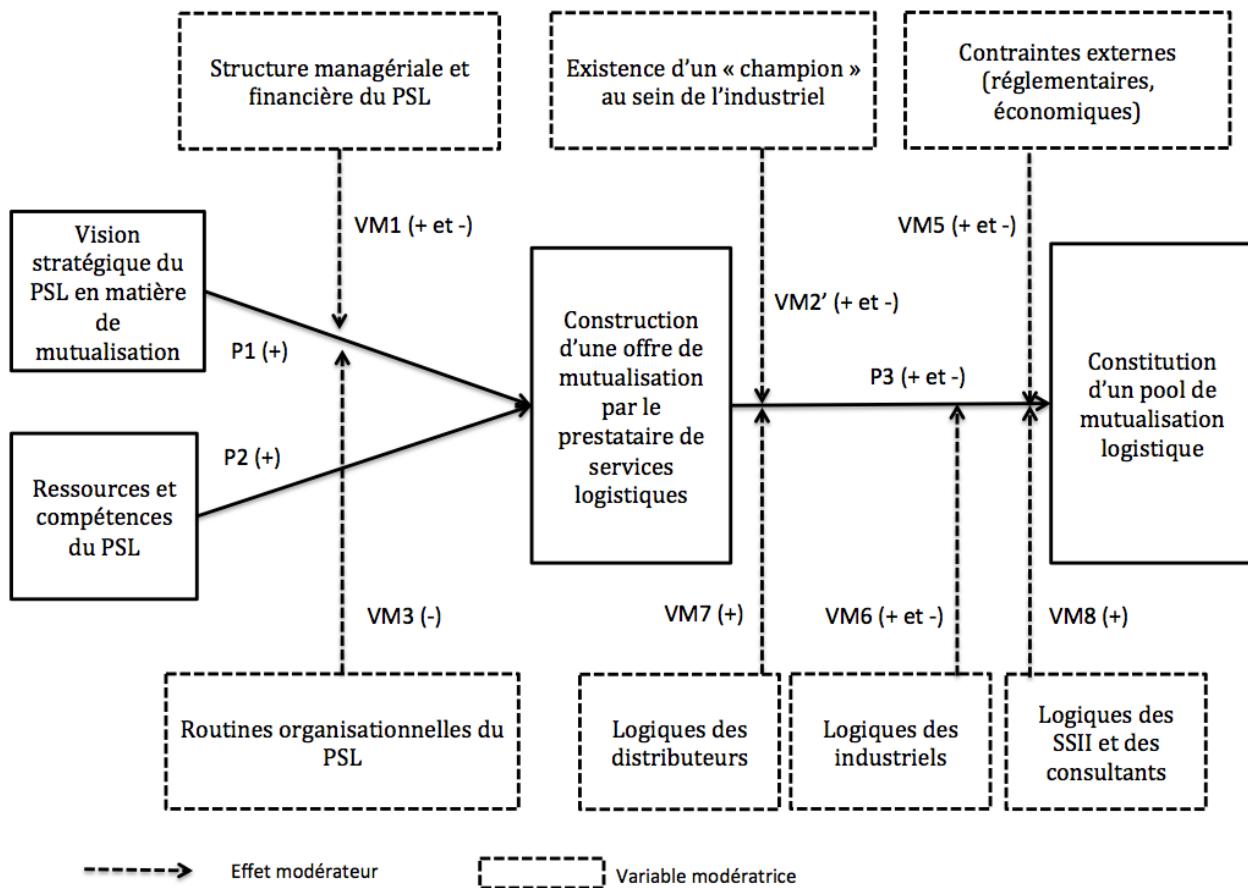 Structure managériale et
financière du PSL
Existence d'un « champion »
au sein de l'industriel
Contraintes externes
(réglementaires,
économiques)
VM1 (+ et -)
VM2' (+ et -)
VM5 (+ et -)
Vision
stratégique du
PSL en matière
de
mutualisation
P1 (+)
Construction
d'une offre de
mutualisation
par le
prestataire de
services
logistiques
P3 (+ et -)
Constitution
d'un pool de
mutualisation
logistique
P2 (+)
Ressources et
compétences
du PSL
VM3 (-)
VM7 (+)
VM6 (+ et -)
VM8 (+)
Routines organisationnelles du
PSL
Logiques des
distributeurs
Logiques des
industriels
Logiques des
SSII et des
consultants
Effet modérateur
Variable modératrice